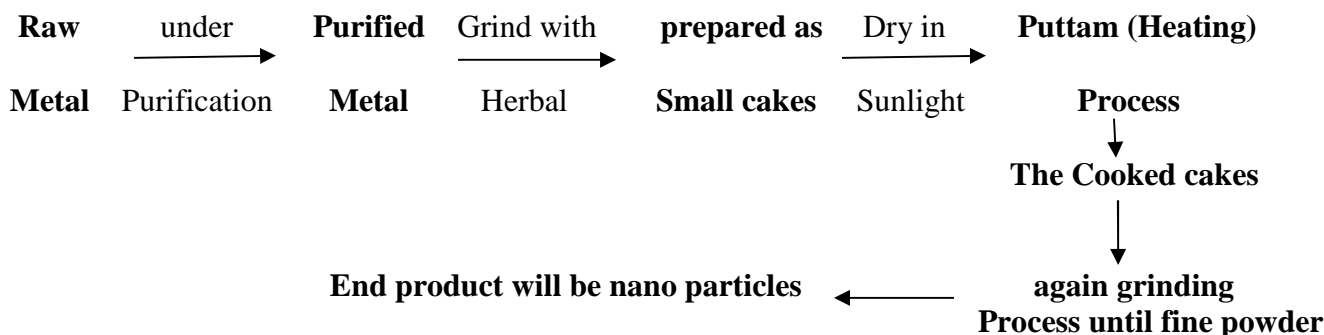 Raw under Purified Grind with prepared as Dry in Puttam (Heating)
Metal Purification Metal Herbal Small cakes Sunlight Process
The Cooked cakes
End product will be nano particles again grinding
Process until fine powder